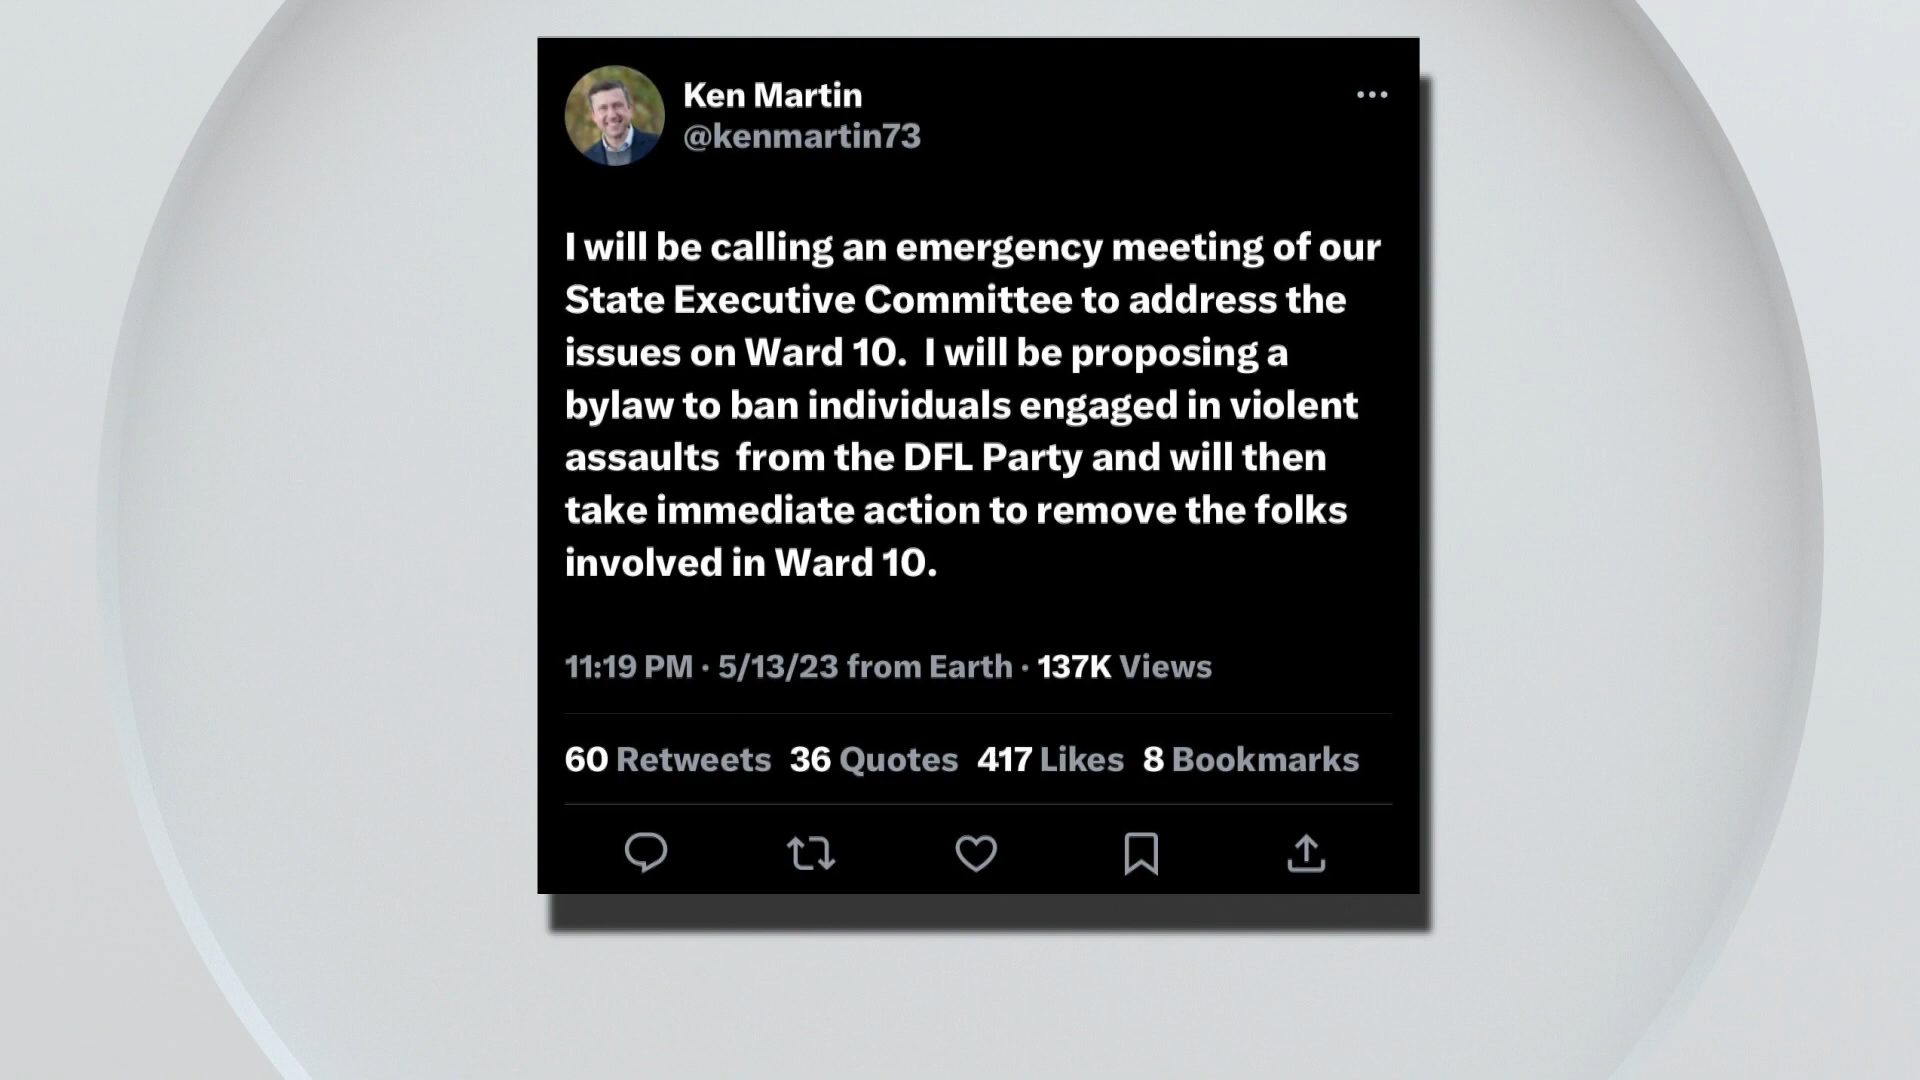 Ken Martin
@kenmartin73
I will be calling an emergency meeting of our
State Executive Committee to address the
issues on Ward 10.  I will be proposing a
bylaw to ban individuals engaged in violent
assaults  from the DFL Party and will then
take immediate action to remove the folks
involved in Ward 10.
11:19 PM · 5/13/23 from Earth · 137K Views
60 Retweets 36 Quotes 417 Likes 8 Bookmarks